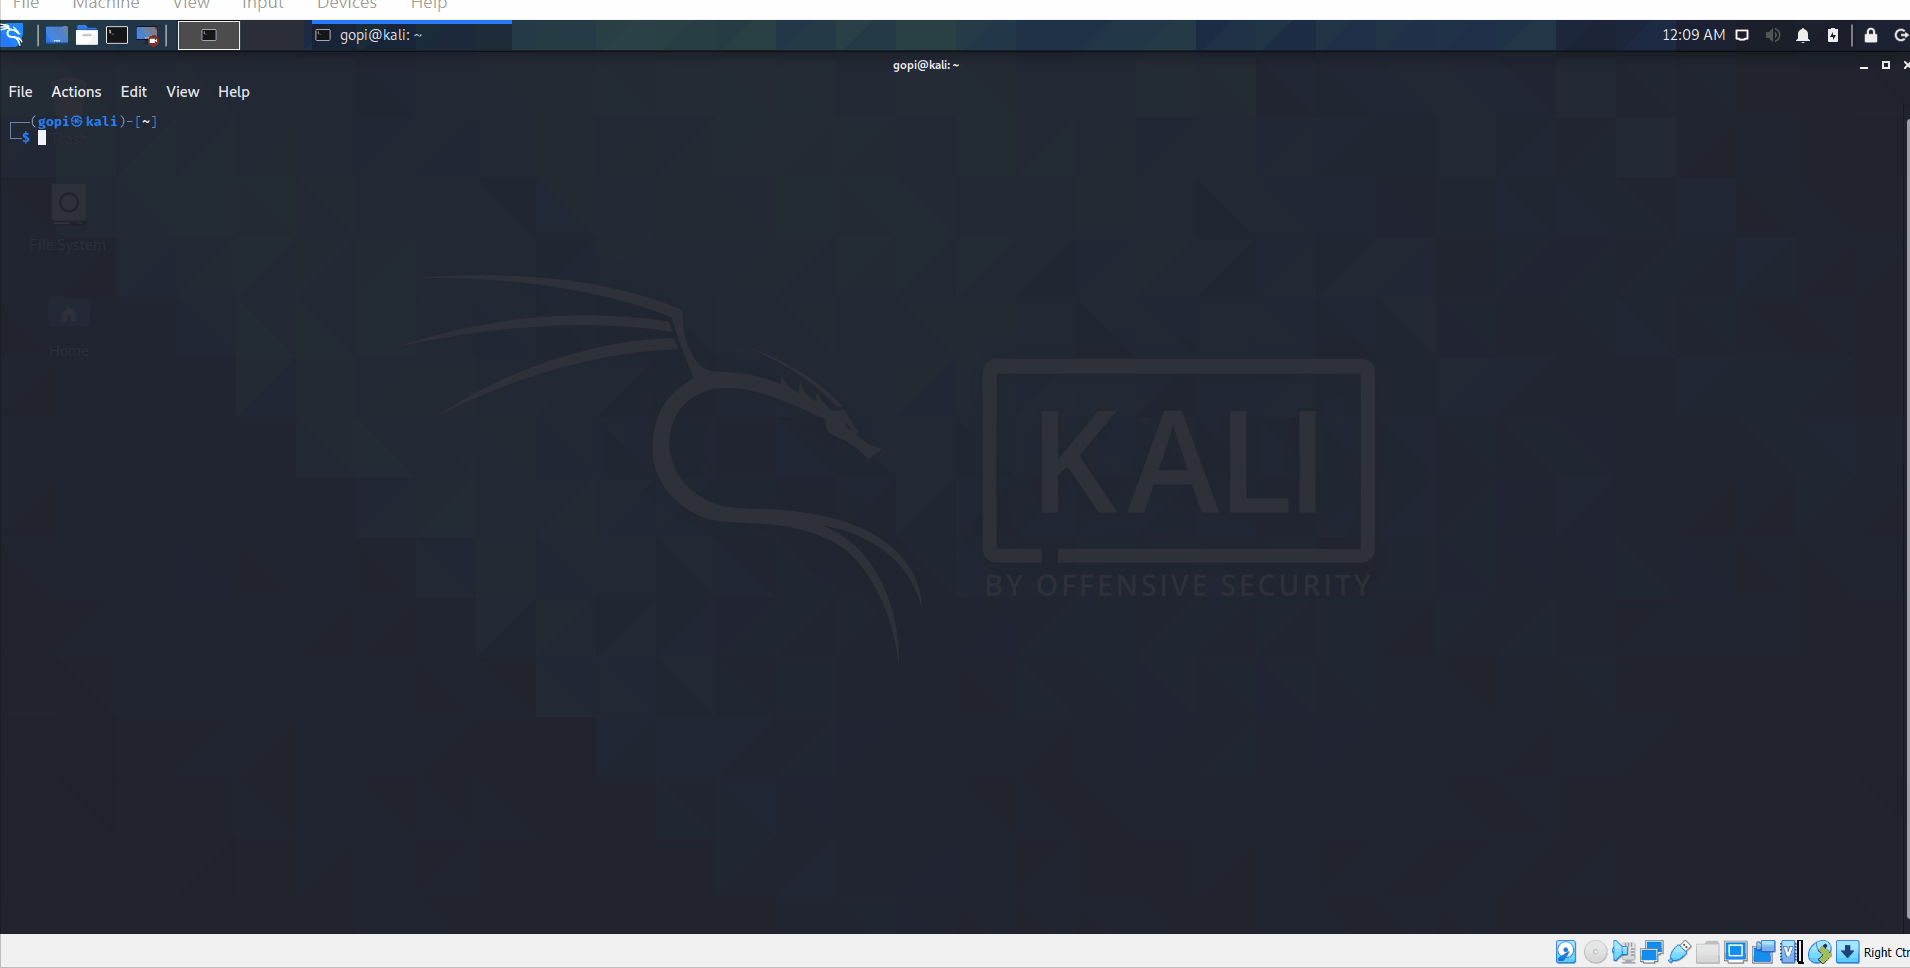 File Machine View Input Devices Help
gopi@kali: ~ 12:09 AM
gopi@kali: ~
File Actions Edit View Help
(gopi㉿kali)-[~]
$
Trash
File System
Home
KALI
BY OFFENSIVE SECURITY
Right Ctr